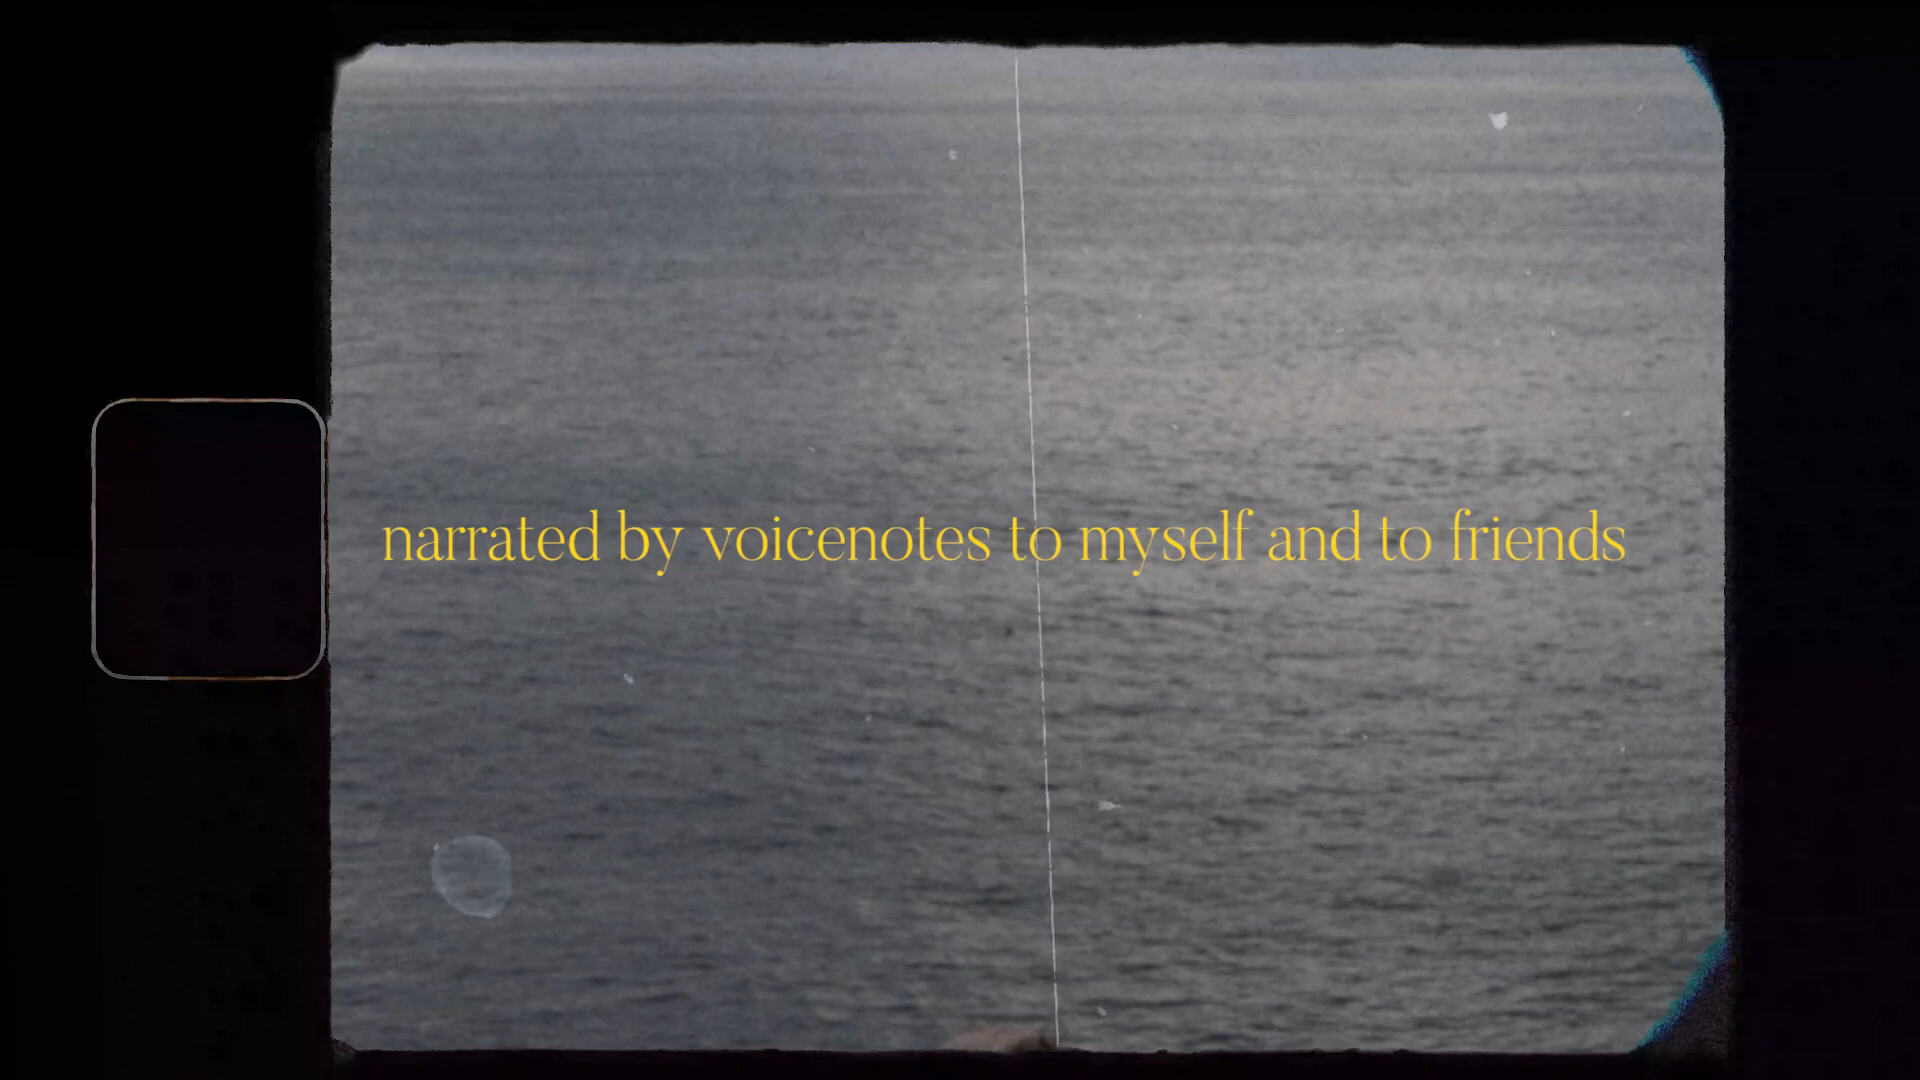 narrated by voicenotes to myself and to friends